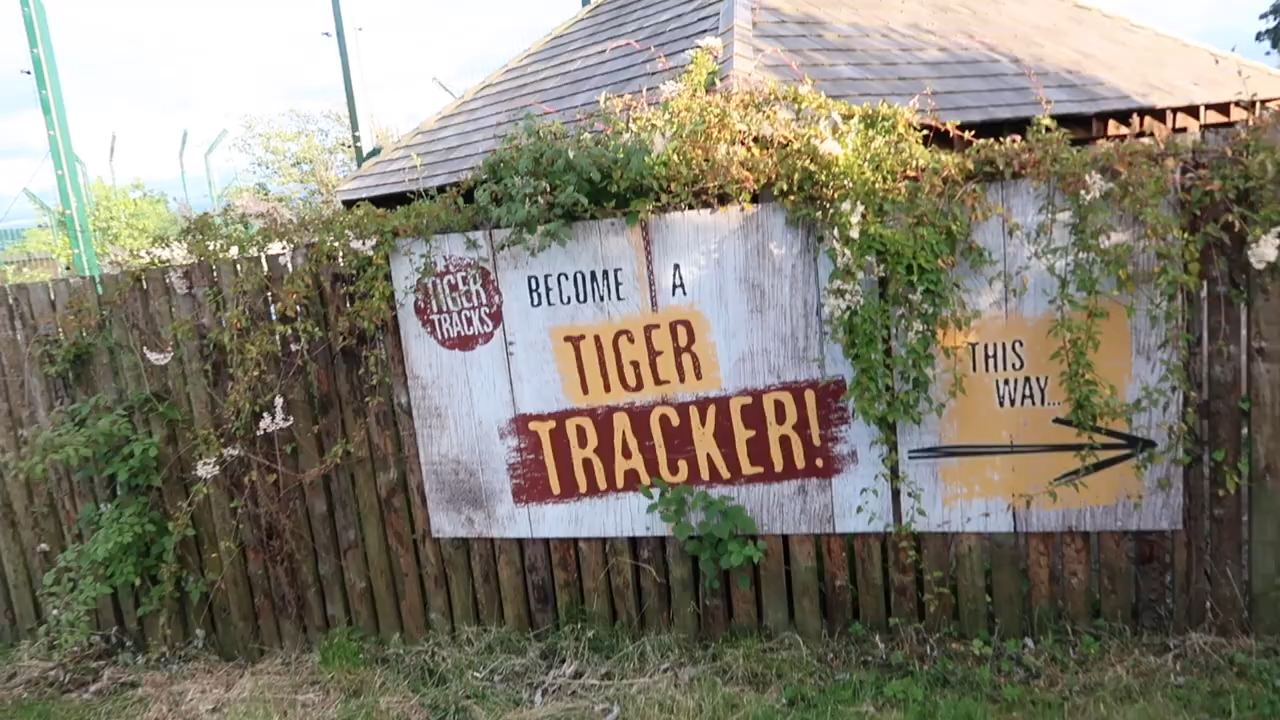 TIGER
TRACKS
BECOME A
TIGER
TRACKER!
THIS
WAY...